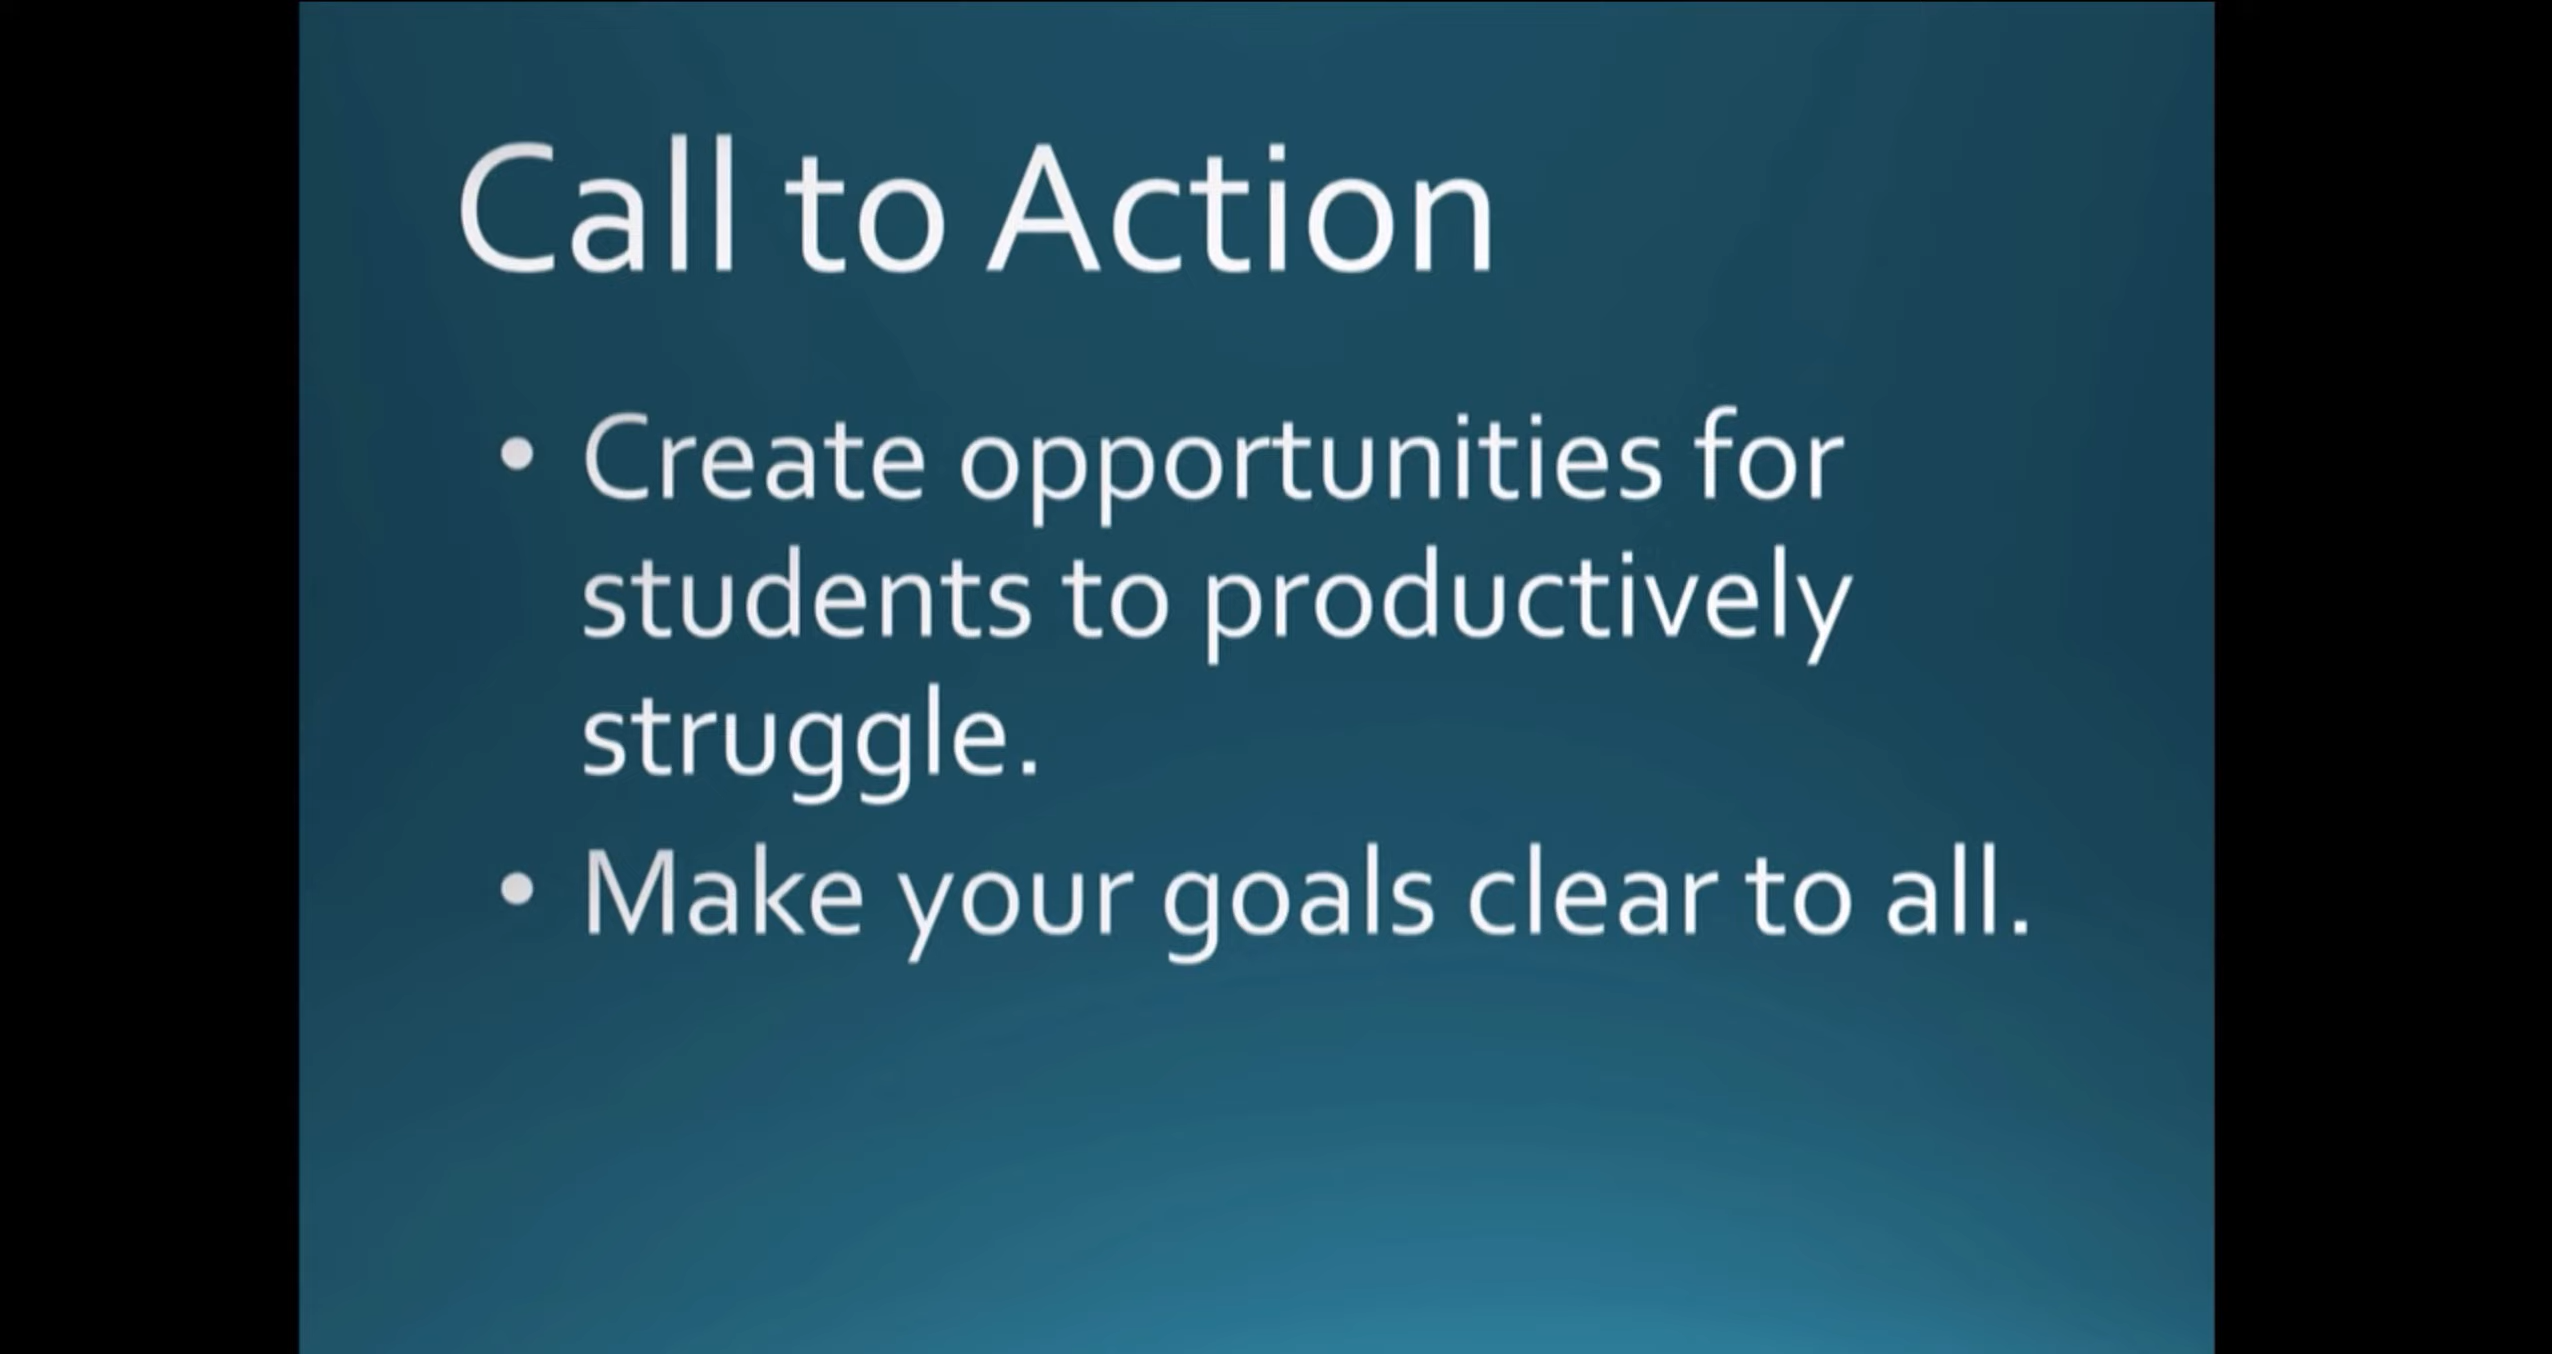 Call to Action
• Create opportunities for
students to productively
struggle.
• Make your goals clear to all.